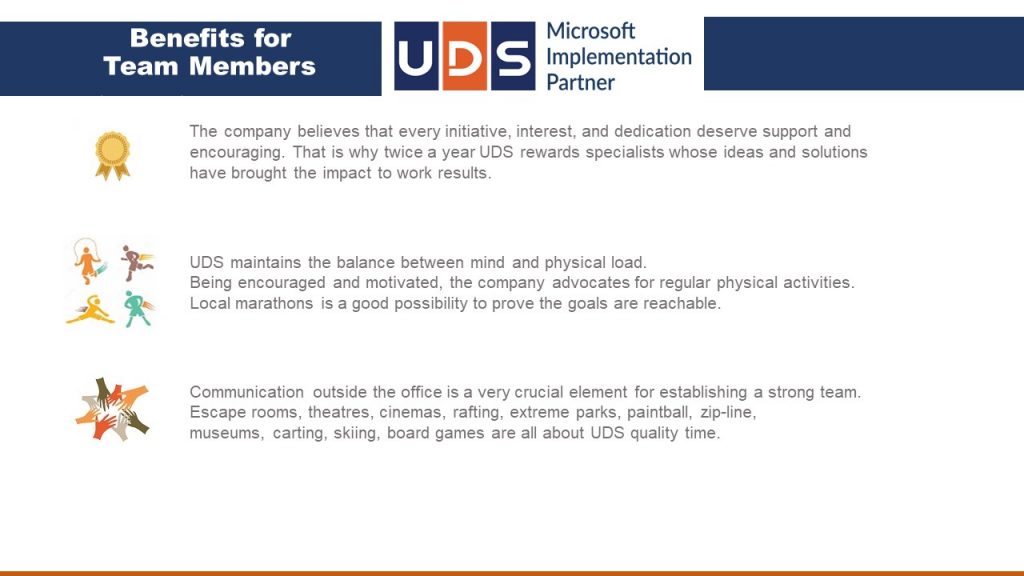 Benefits for
Team Members
UDS
Microsoft
Implementation
Partner
The company believes that every initiative, interest, and dedication deserve support and
encouraging. That is why twice a year UDS rewards specialists whose ideas and solutions
have brought the impact to work results.
UDS maintains the balance between mind and physical load.
Being encouraged and motivated, the company advocates for regular physical activities.
Local marathons is a good possibility to prove the goals are reachable.
Communication outside the office is a very crucial element for establishing a strong team.
Escape rooms, theatres, cinemas, rafting, extreme parks, paintball, zip-line,
museums, carting, skiing, board games are all about UDS quality time.